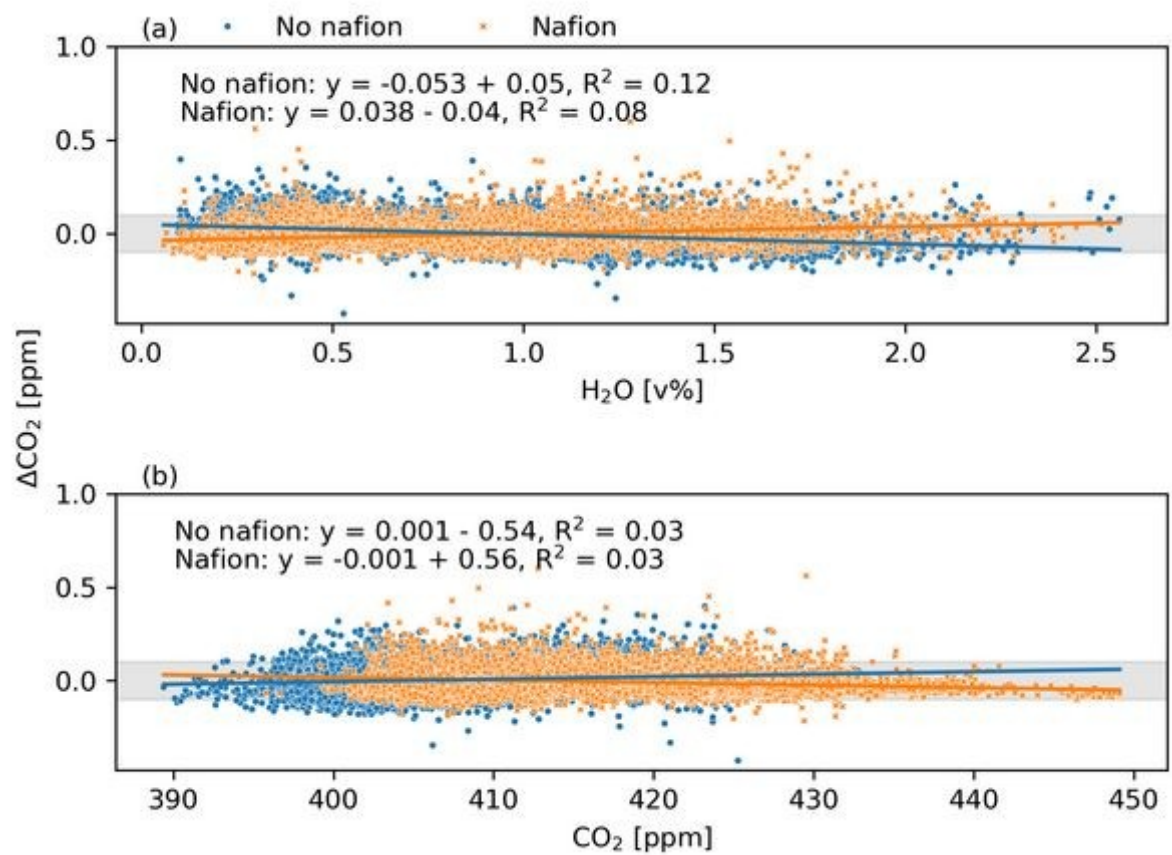 (a) No nafion Nafion
1.0
No nafion: y = -0.053 + 0.05, R² = 0.12
Nafion: y = 0.038 - 0.04, R² = 0.08
0.5
0.0
0.0 0.5 1.0 1.5 2.0 2.5
H₂O [v%]
ΔCO₂ [ppm]
(b)
1.0
No nafion: y = 0.001 - 0.54, R² = 0.03
Nafion: y = -0.001 + 0.56, R² = 0.03
0.5
0.0
390 400 410 420 430 440 450
CO₂ [ppm]